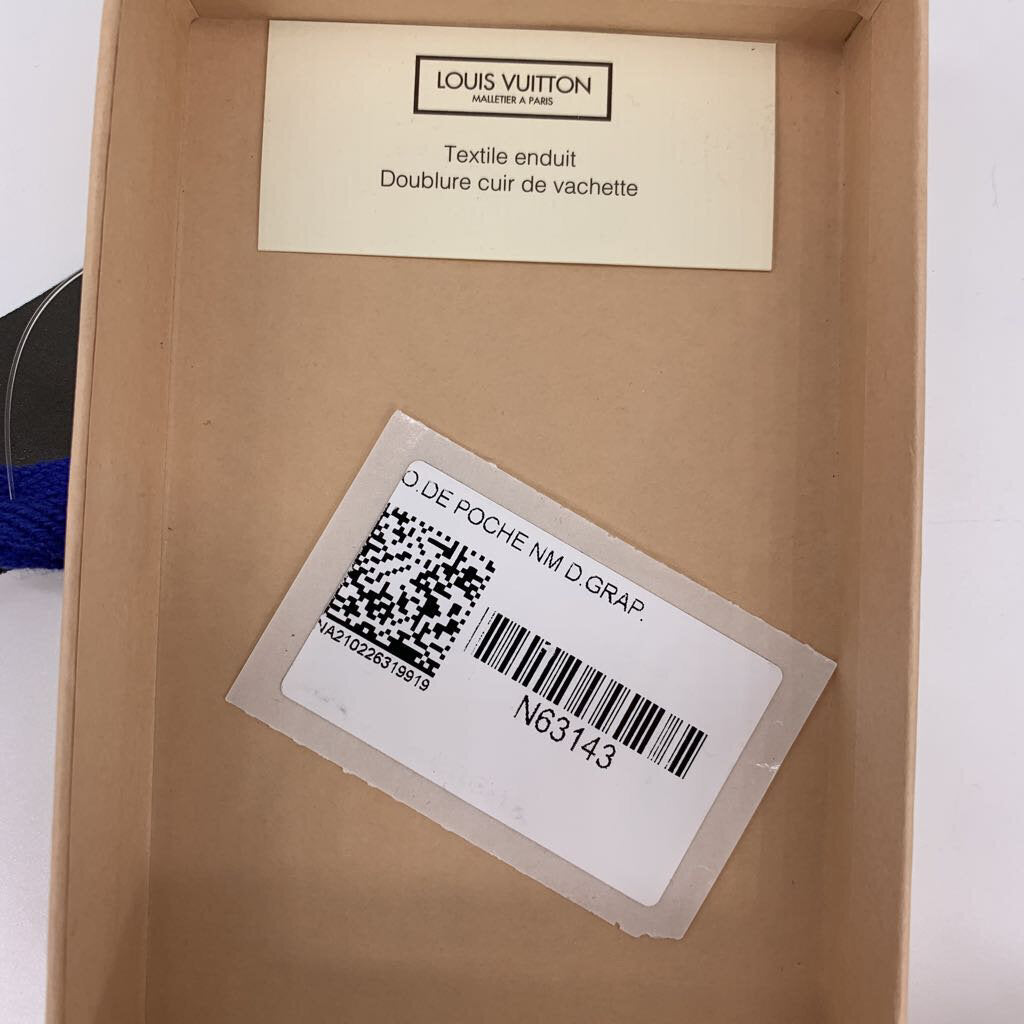 LOUIS VUITTON
MALLETIER A PARIS
Textile enduit
Doublure cuir de vachette
O.DE POCHE NM D.GRAP.
NA210226319919
N63143